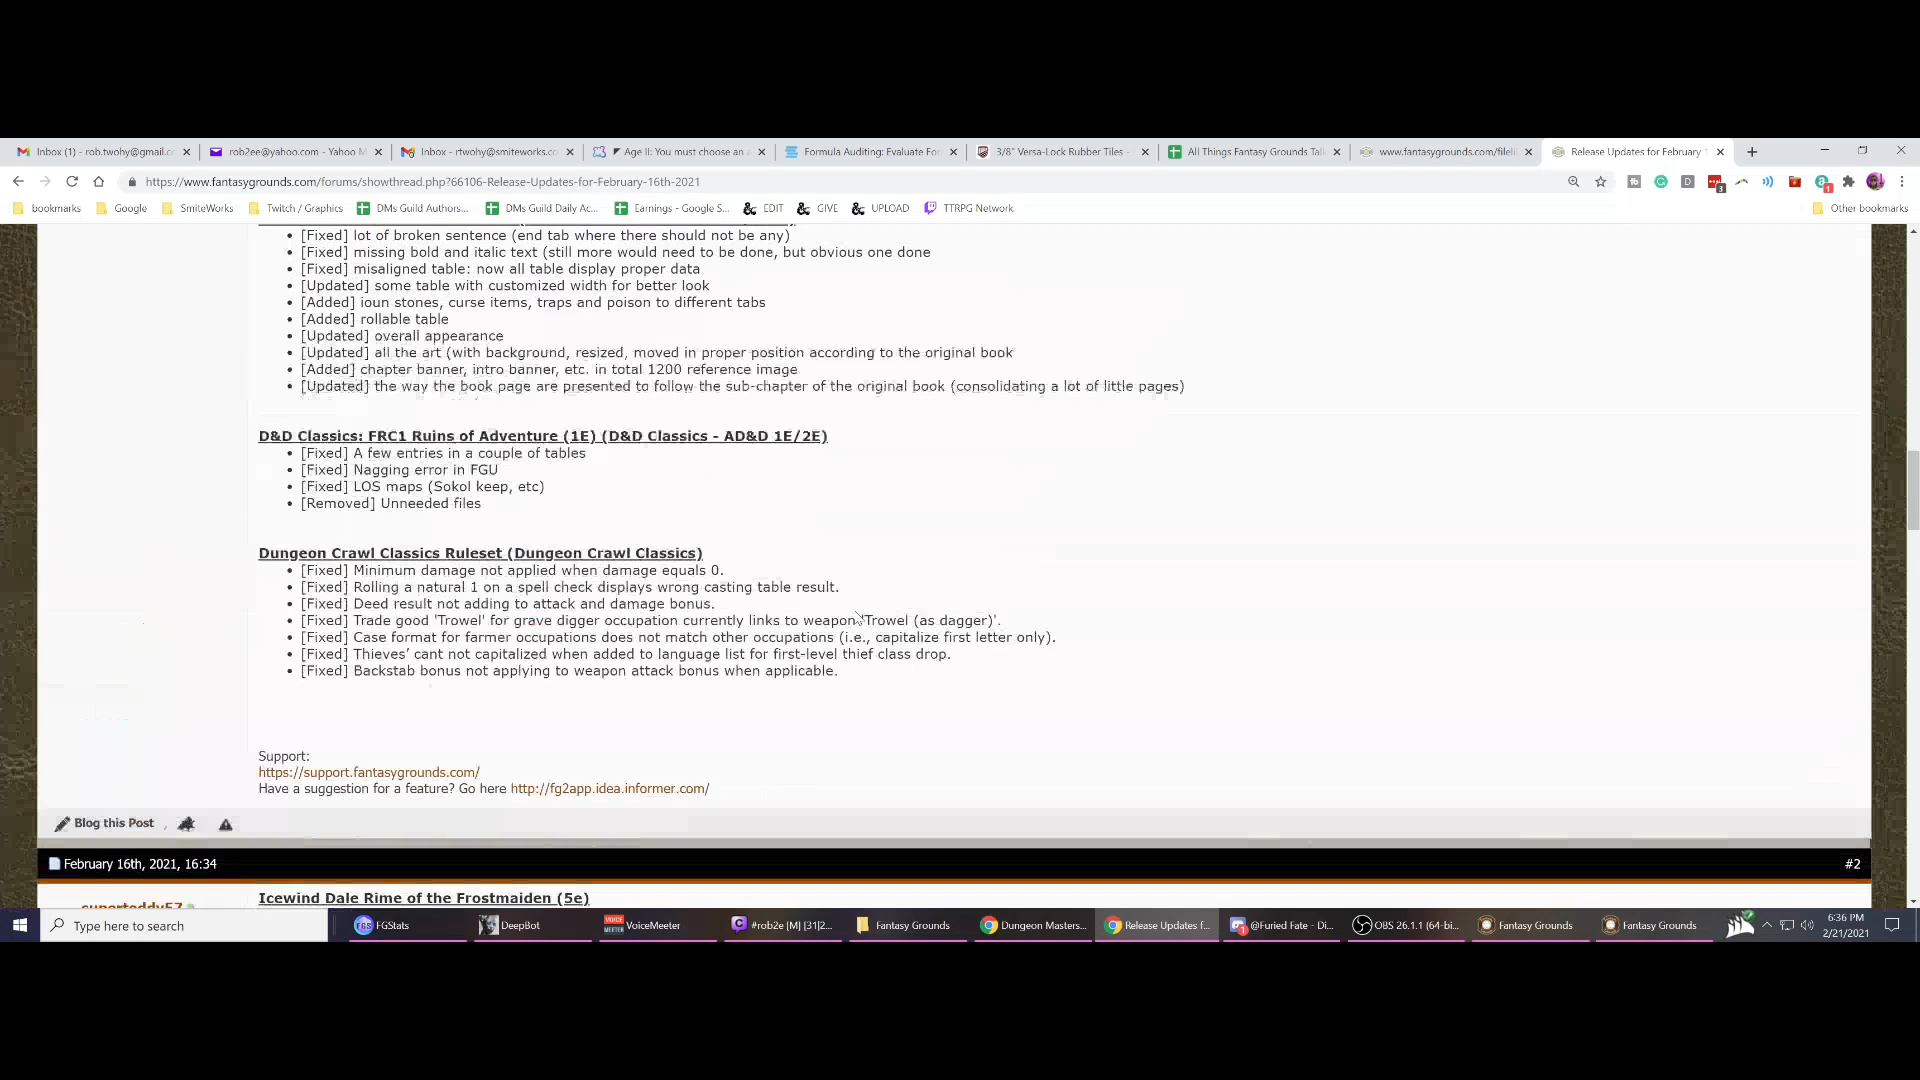 Inbox (1) - rob.twohy@gmail.c
rob2ee@yahoo.com - Yahoo M
Inbox - rtwohy@smiteworks.co
Age II: You must choose an a
Formula Auditing: Evaluate For
3/8" Versa-Lock Rubber Tiles -
All Things Fantasy Grounds Talk
www.fantasygrounds.com/fileli
Release Updates for February
https://www.fantasygrounds.com/forums/showthread.php?66106-Release-Updates-for-February-16th-2021
bookmarks
Google
SmiteWorks
Twitch / Graphics
DMs Guild Authors...
DMs Guild Daily Ac...
Earnings - Google S...
EDIT
GIVE
UPLOAD
TTRPG Network
Other bookmarks
• [Fixed] lot of broken sentence (end tab where there should not be any)
• [Fixed] missing bold and italic text (still more would need to be done, but obvious one done
• [Fixed] misaligned table: now all table display proper data
• [Updated] some table with customized width for better look
• [Added] ioun stones, curse items, traps and poison to different tabs
• [Added] rollable table
• [Updated] overall appearance
• [Updated] all the art (with background, resized, moved in proper position according to the original book
• [Added] chapter banner, intro banner, etc. in total 1200 reference image
• [Updated] the way the book page are presented to follow the sub-chapter of the original book (consolidating a lot of little pages)
D&D Classics: FRC1 Ruins of Adventure (1E) (D&D Classics - AD&D 1E/2E)
• [Fixed] A few entries in a couple of tables
• [Fixed] Nagging error in FGU
• [Fixed] LOS maps (Sokol keep, etc)
• [Removed] Unneeded files
Dungeon Crawl Classics Ruleset (Dungeon Crawl Classics)
• [Fixed] Minimum damage not applied when damage equals 0.
• [Fixed] Rolling a natural 1 on a spell check displays wrong casting table result.
• [Fixed] Deed result not adding to attack and damage bonus.
• [Fixed] Trade good 'Trowel' for grave digger occupation currently links to weapon 'Trowel (as dagger)'.
• [Fixed] Case format for farmer occupations does not match other occupations (i.e., capitalize first letter only).
• [Fixed] Thieves’ cant not capitalized when added to language list for first-level thief class drop.
• [Fixed] Backstab bonus not applying to weapon attack bonus when applicable.
Support:
https://support.fantasygrounds.com/
Have a suggestion for a feature? Go here http://fg2app.idea.informer.com/
Blog this Post
February 16th, 2021, 16:34
#2
Icewind Dale Rime of the Frostmaiden (5e)
superteddy57
Type here to search
FGStats
DeepBot
VoiceMeeter
#rob2e [M] [31]2...
Fantasy Grounds
Dungeon Masters...
Release Updates f...
@Furied Fate - Di...
OBS 26.1.1 (64-bi...
Fantasy Grounds
Fantasy Grounds
6:36 PM
2/21/2021